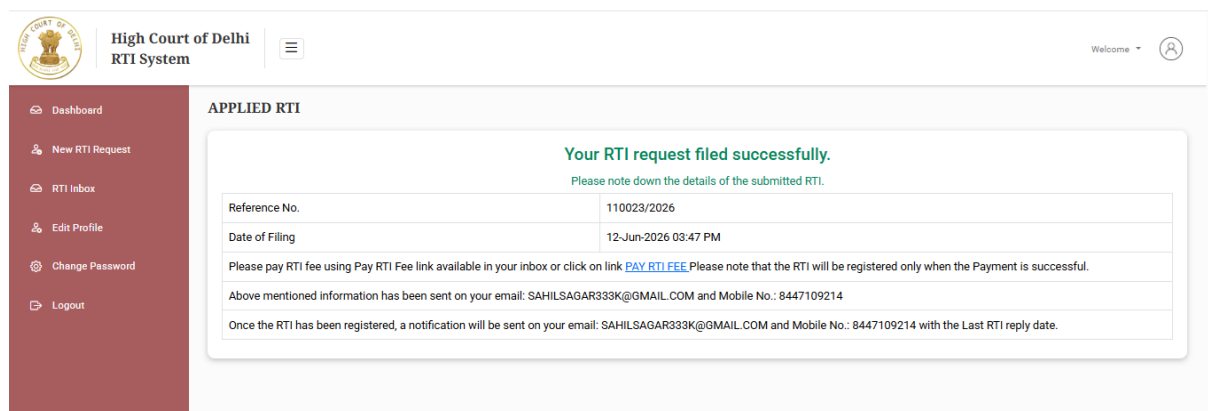 High Court of Delhi
RTI System
Welcome
Dashboard
New RTI Request
RTI Inbox
Edit Profile
Change Password
Logout
APPLIED RTI
Your RTI request filed successfully.
Please note down the details of the submitted RTI.
Reference No. 110023/2026
Date of Filing 12-Jun-2026 03:47 PM
Please pay RTI fee using Pay RTI Fee link available in your inbox or click on link PAY RTI FEE Please note that the RTI will be registered only when the Payment is successful.
Above mentioned information has been sent on your email: SAHILSAGAR333K@GMAIL.COM and Mobile No.: 8447109214
Once the RTI has been registered, a notification will be sent on your email: SAHILSAGAR333K@GMAIL.COM and Mobile No.: 8447109214 with the Last RTI reply date.